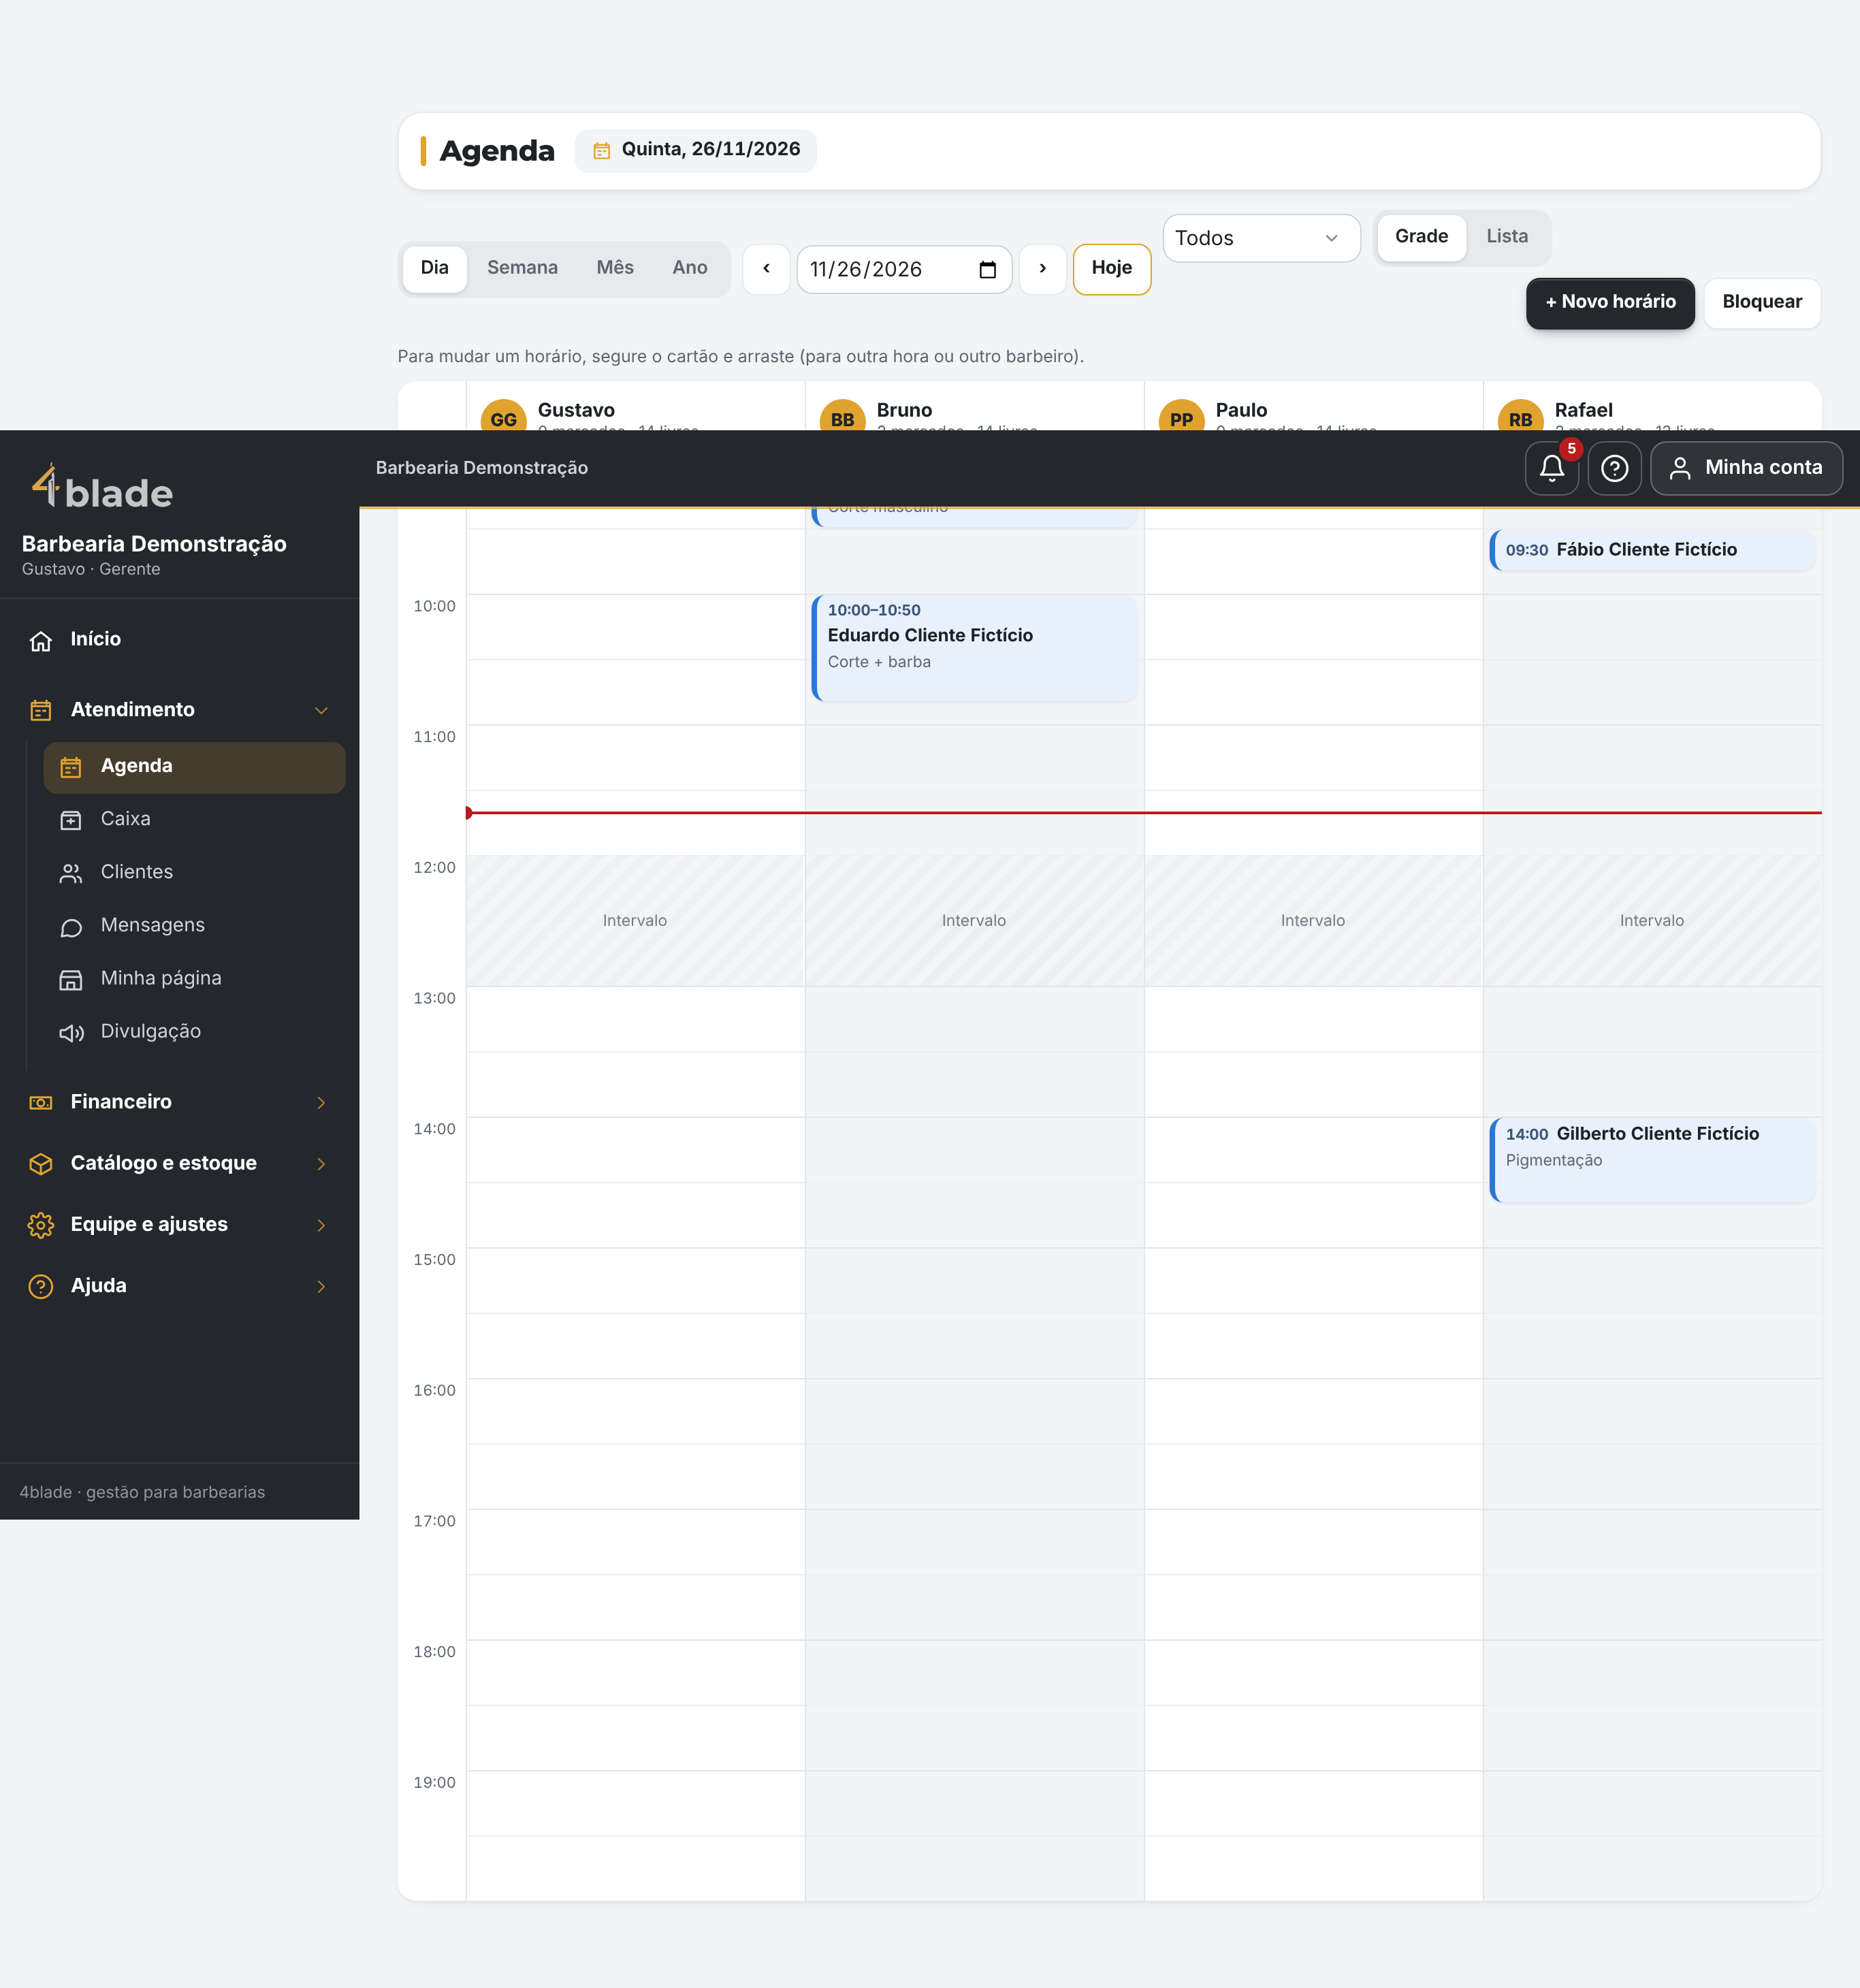 Agenda
Quinta, 26/11/2026
Dia
Semana
Mês
Ano
‹
11/26/2026
›
Hoje
Todos
Grade
Lista
+ Novo horário
Bloquear
Para mudar um horário, segure o cartão e arraste (para outra hora ou outro barbeiro).
GG
Gustavo
BB
Bruno
PP
Paulo
RB
Rafael
4blade
Barbearia Demonstração
5
Minha conta
Barbearia Demonstração
Gustavo · Gerente
Início
Atendimento
Agenda
Caixa
Clientes
Mensagens
Minha página
Divulgação
Financeiro
Catálogo e estoque
Equipe e ajustes
Ajuda
4blade · gestão para barbearias
Corte masculino
09:30 Fábio Cliente Fictício
10:00
10:00–10:50
Eduardo Cliente Fictício
Corte + barba
11:00
12:00
Intervalo
Intervalo
Intervalo
Intervalo
13:00
14:00
14:00 Gilberto Cliente Fictício
Pigmentação
15:00
16:00
17:00
18:00
19:00